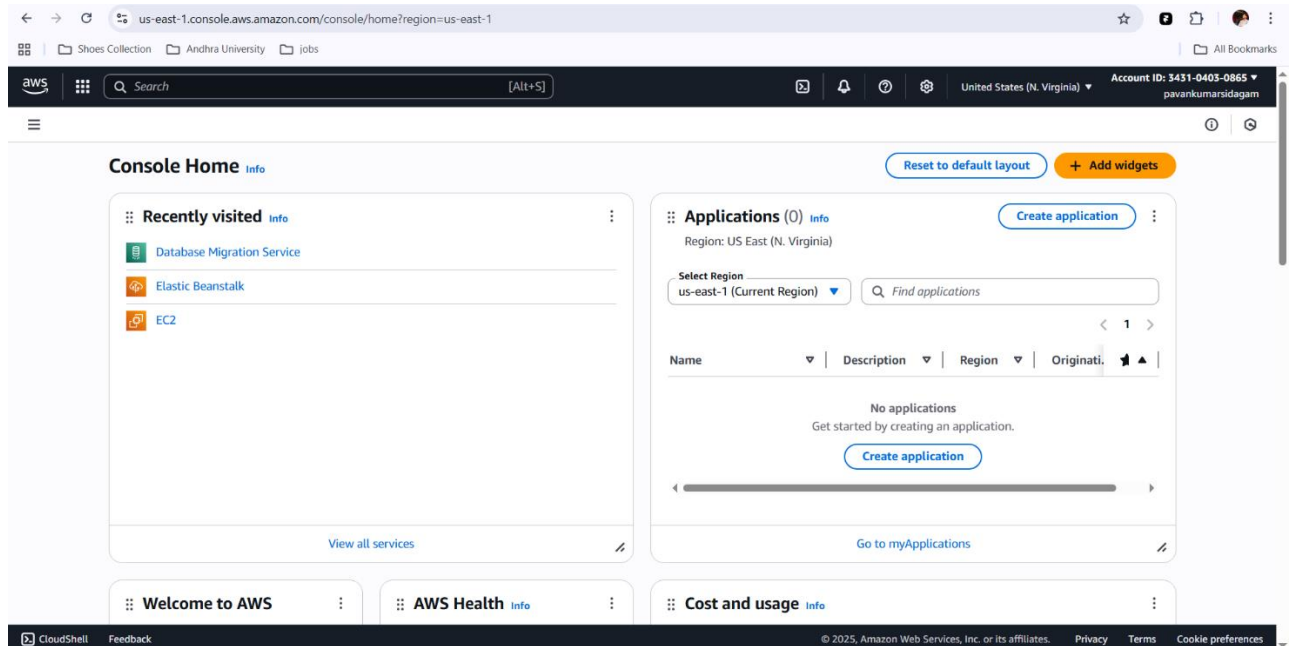 us-east-1.console.aws.amazon.com/console/home?region=us-east-1
Shoes Collection Andhra University jobs All Bookmarks
aws Search [Alt+S] United States (N. Virginia) Account ID: 3431-0403-0865
pavankumarsidagam
Console Home Info Reset to default layout + Add widgets
Recently visited Info
Database Migration Service
Elastic Beanstalk
EC2
View all services
Applications (0) Info Create application
Region: US East (N. Virginia)
Select Region
us-east-1 (Current Region) Find applications
1
Name Description Region Originati.
No applications
Get started by creating an application.
Create application
Go to myApplications
Welcome to AWS AWS Health Info Cost and usage Info
CloudShell Feedback © 2025, Amazon Web Services, Inc. or its affiliates. Privacy Terms Cookie preferences